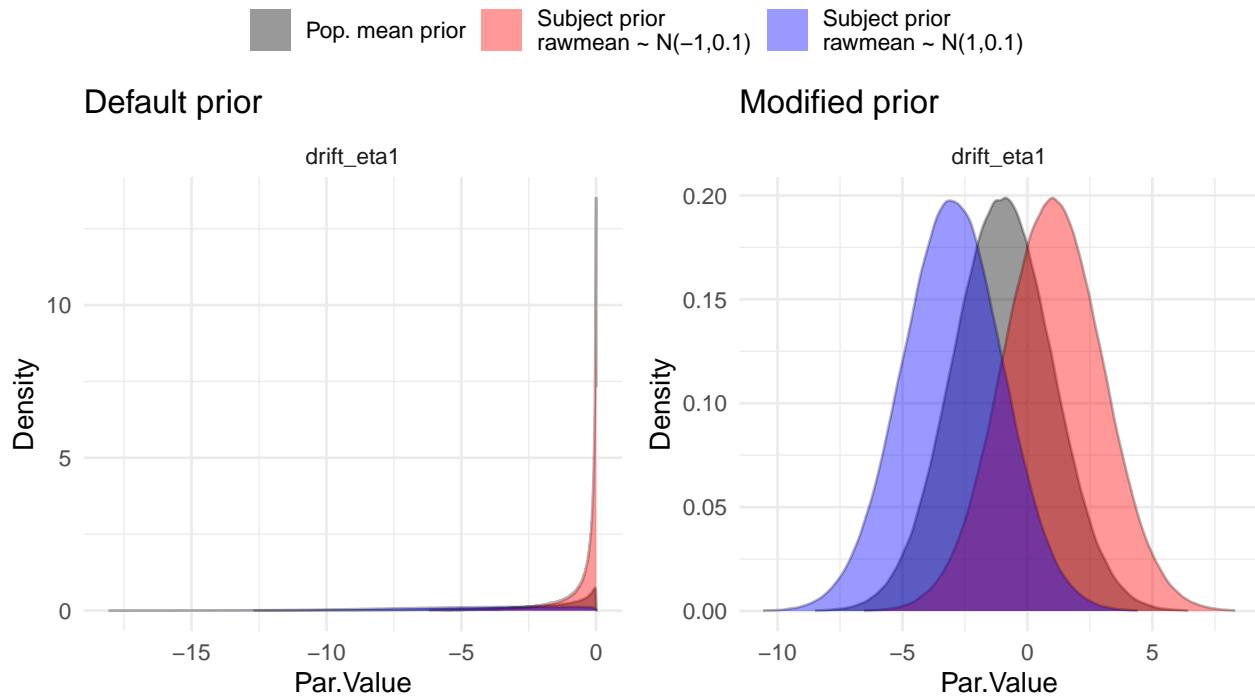 Pop. mean prior
Subject prior
rawmean ~ N(−1,0.1)
Subject prior
rawmean ~ N(1,0.1)
Default prior
drift_eta1
Density
10
5
0
−15
−10
−5
0
Par.Value
Modified prior
drift_eta1
Density
0.20
0.15
0.10
0.05
0.00
−10
−5
0
5
Par.Value